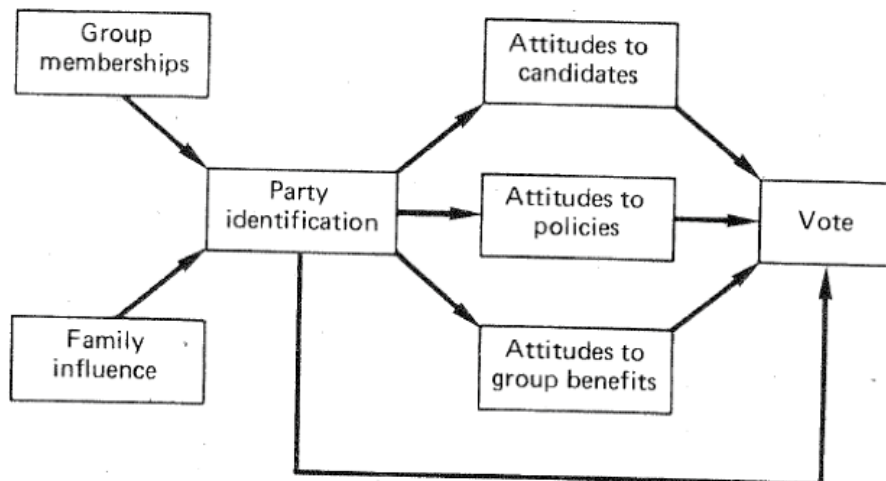 Group
memberships
Attitudes to
candidates
Party
identification
Attitudes to
policies
Vote
Family
influence
Attitudes to
group benefits